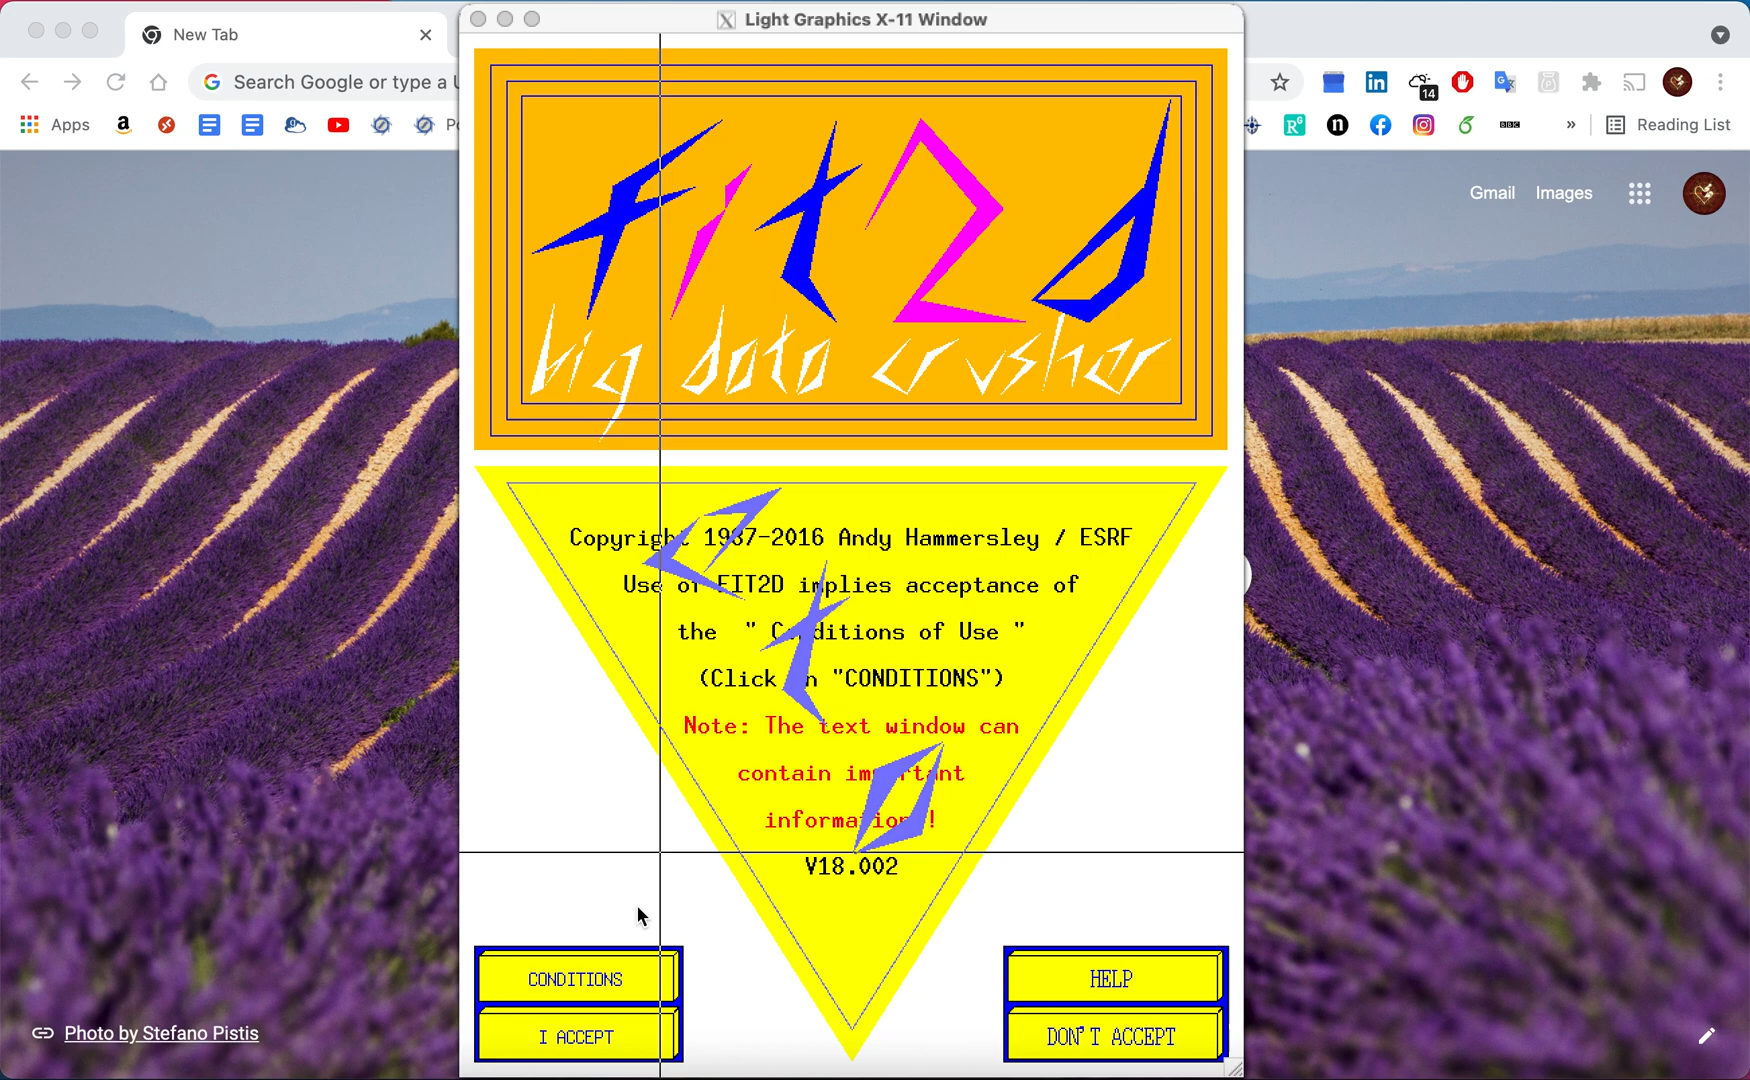 Light Graphics X-11 Window
New Tab
Search Google or type a U
14
Apps
Po
BBC
Reading List
Gmail Images
fit2d
big data crusher
Copyright 1987-2016 Andy Hammersley / ESRF
Use of FIT2D implies acceptance of
the " Conditions of Use "
(Click on "CONDITIONS")
Note: The text window can
contain important
information!
V18.002
CONDITIONS
I ACCEPT
HELP
DON'T ACCEPT
Photo by Stefano Pistis